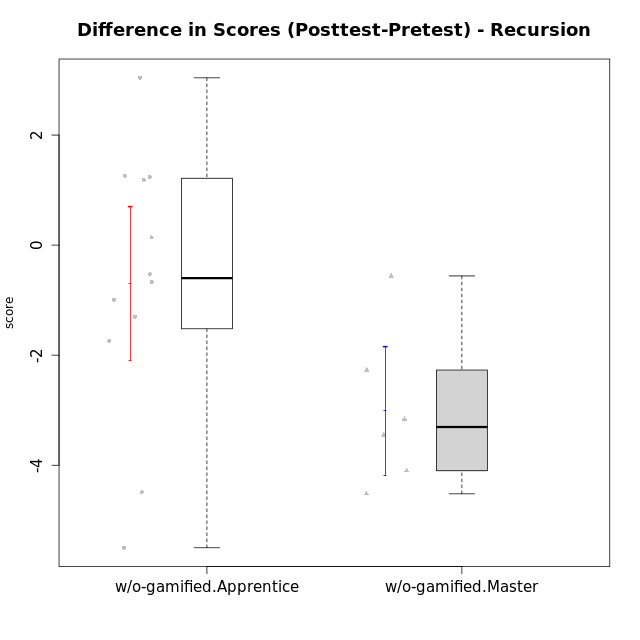 Difference in Scores (Posttest-Pretest) - Recursion
score
2
0
-2
-4
w/o-gamified.Apprentice
w/o-gamified.Master